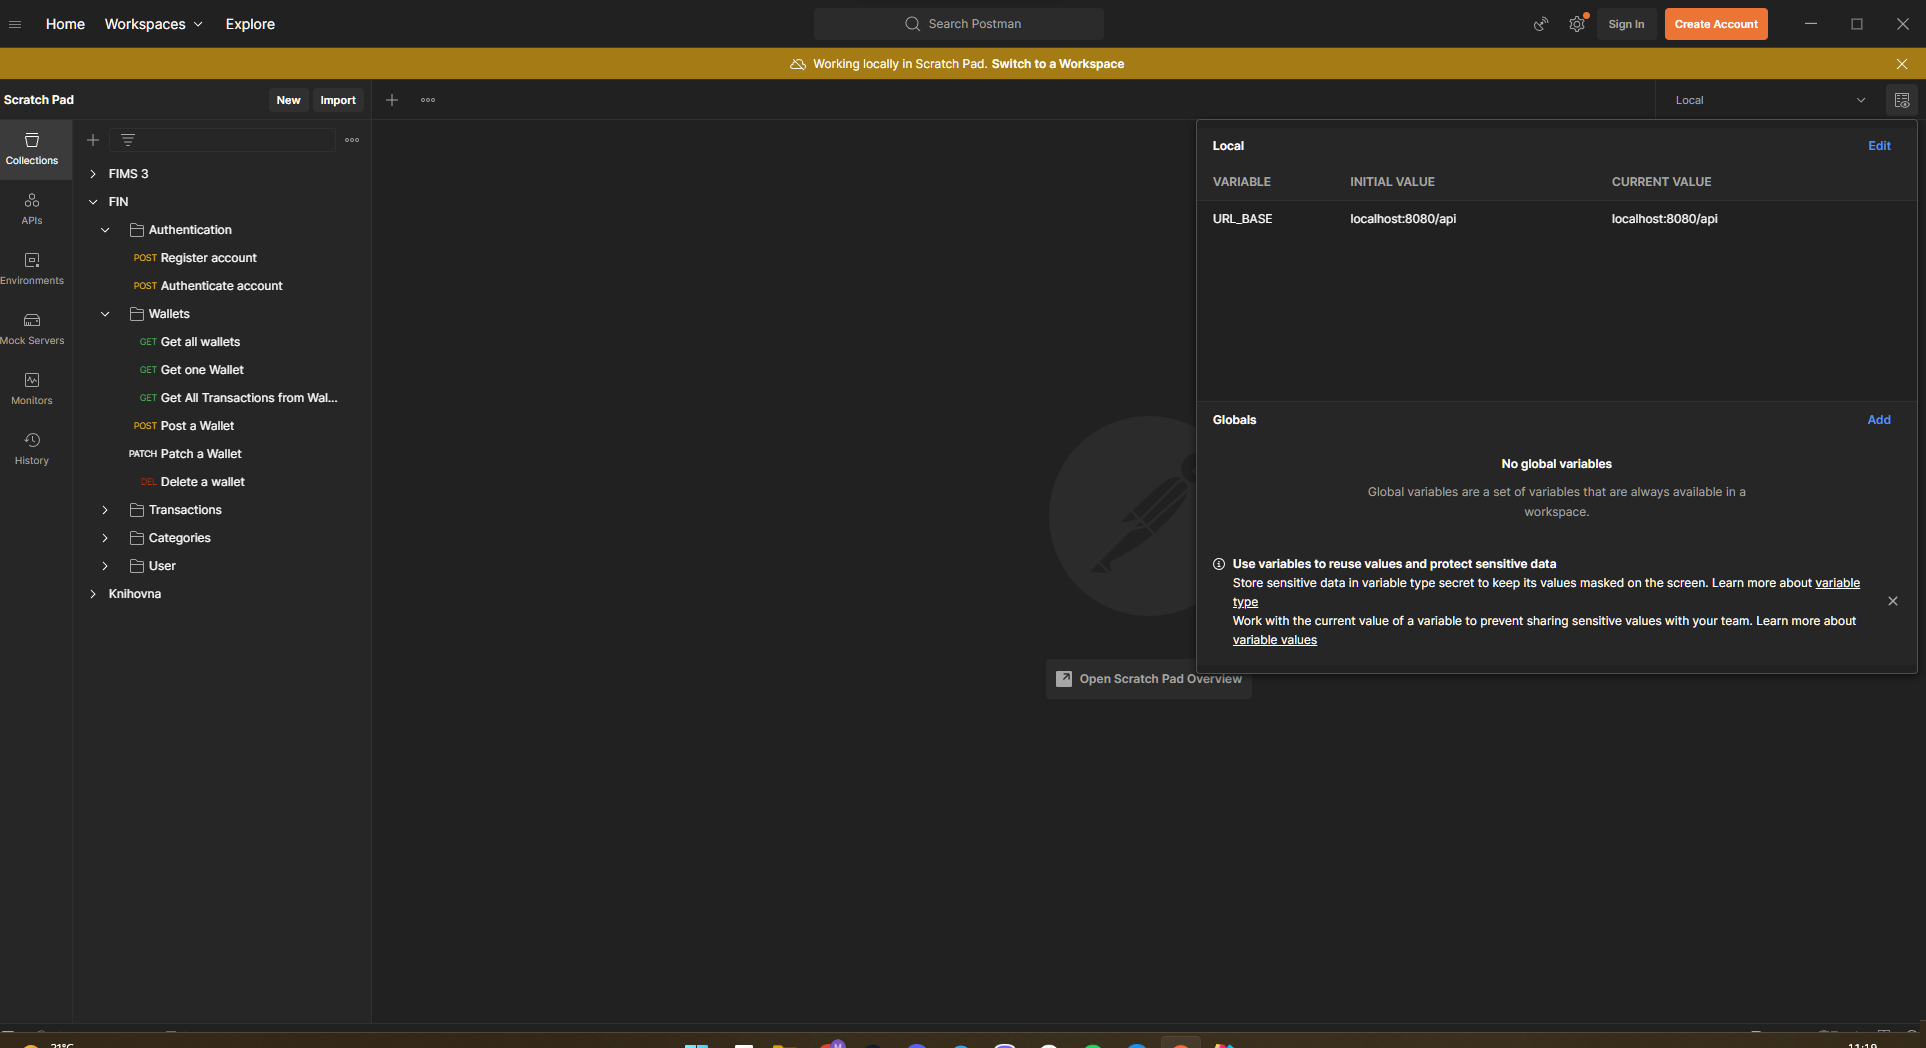 Home Workspaces Explore
Search Postman
Sign In
Create Account
Working locally in Scratch Pad. Switch to a Workspace
Scratch Pad
New
Import
Local
Collections
APIs
Environments
Mock Servers
Monitors
History
FIMS 3
FIN
Authentication
POST Register account
POST Authenticate account
Wallets
GET Get all wallets
GET Get one Wallet
GET Get All Transactions from Wal...
POST Post a Wallet
PATCH Patch a Wallet
DEL Delete a wallet
Transactions
Categories
User
Knihovna
Open Scratch Pad Overview
Local
Edit
VARIABLE INITIAL VALUE CURRENT VALUE
URL_BASE localhost:8080/api localhost:8080/api
Globals
Add
No global variables
Global variables are a set of variables that are always available in a
workspace.
Use variables to reuse values and protect sensitive data
Store sensitive data in variable type secret to keep its values masked on the screen. Learn more about variable
type
Work with the current value of a variable to prevent sharing sensitive values with your team. Learn more about
variable values